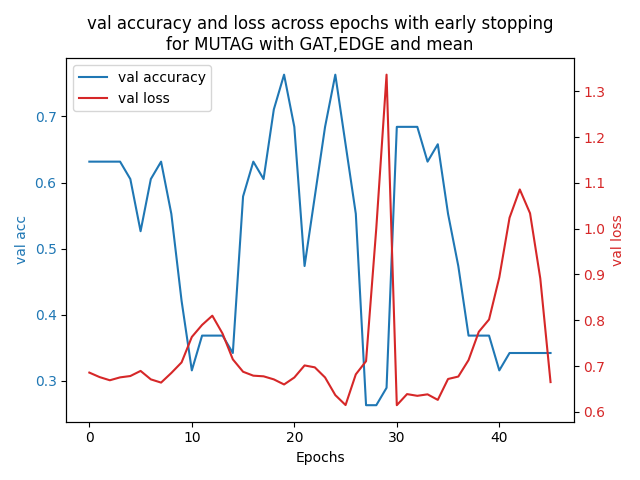 val accuracy and loss across epochs with early stopping
for MUTAG with GAT,EDGE and mean
val accuracy
val loss
0.7
0.6
0.5
0.4
0.3
val acc
1.3
1.2
1.1
1.0
0.9
0.8
0.7
0.6
val loss
0 10 20 30 40
Epochs